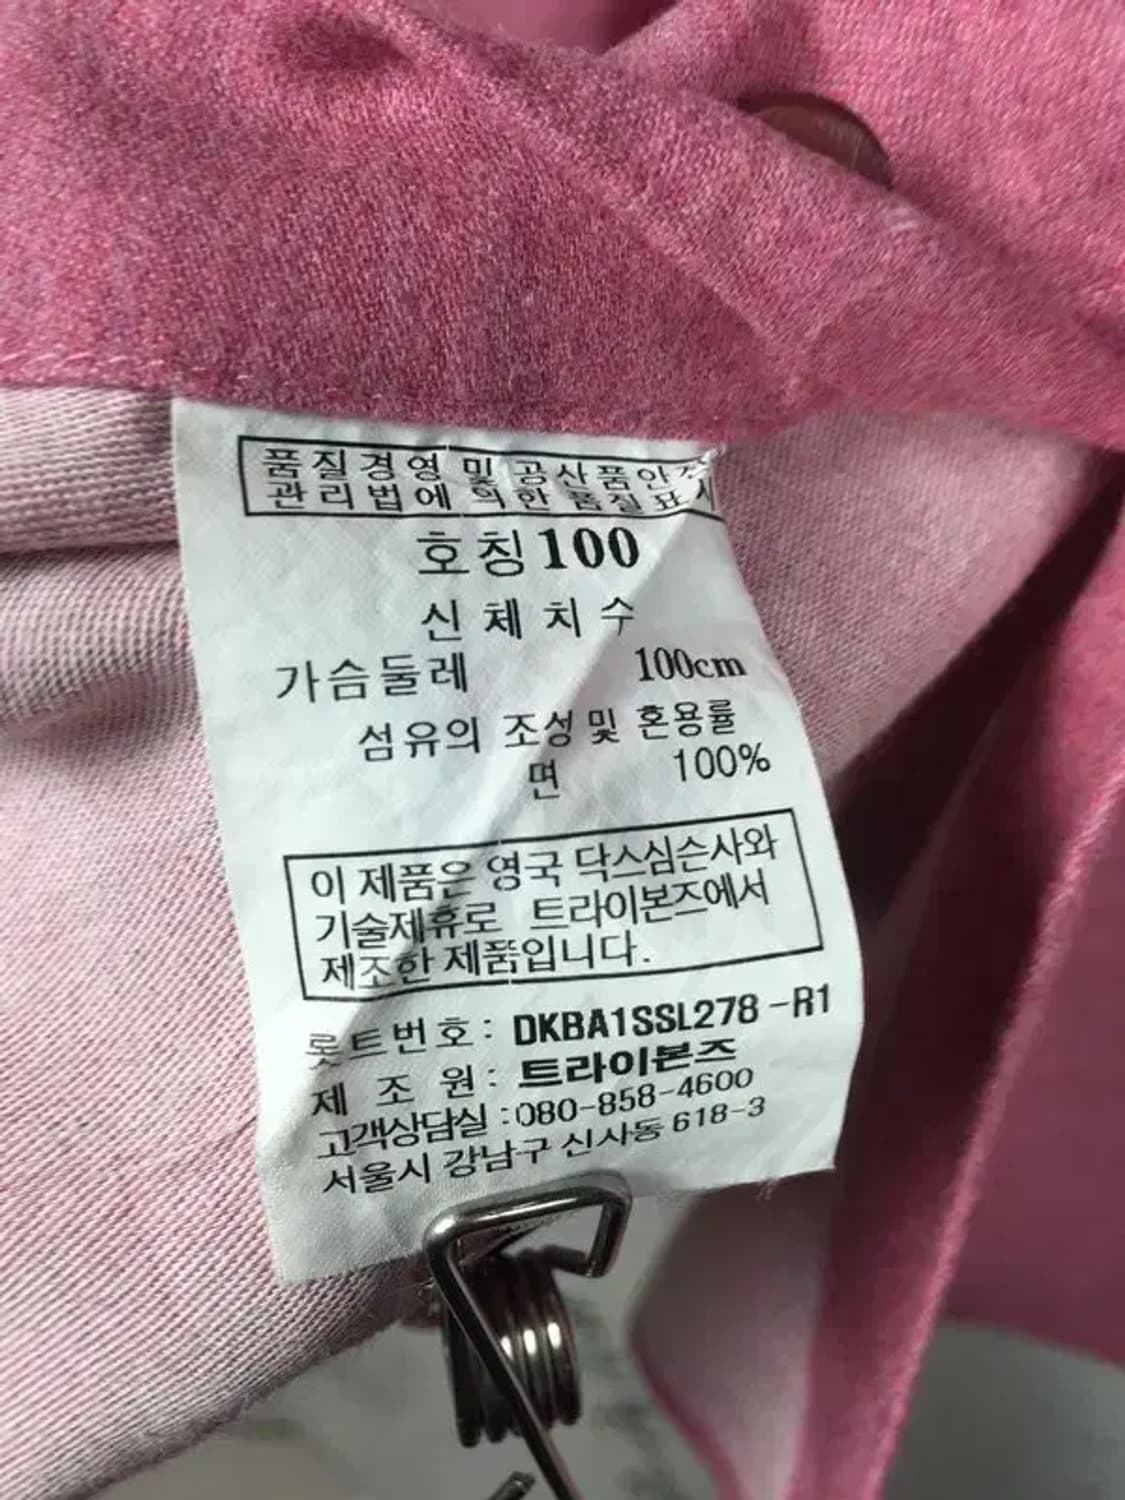 품질경영 및 공산품안전
관리법에 의한 품질표시
호칭100
신체치수
가슴둘레 100cm
섬유의 조성및 혼용률
면 100%
이 제품은 영국 닥스심슨사와
기술제휴로 트라이본즈에서
제조한 제품입니다.
롯트번호: DKBA1SSL278-R1
제 조 원: 트라이본즈
고객상담실:080-858-4600
서울시 강남구 신사동 618-3